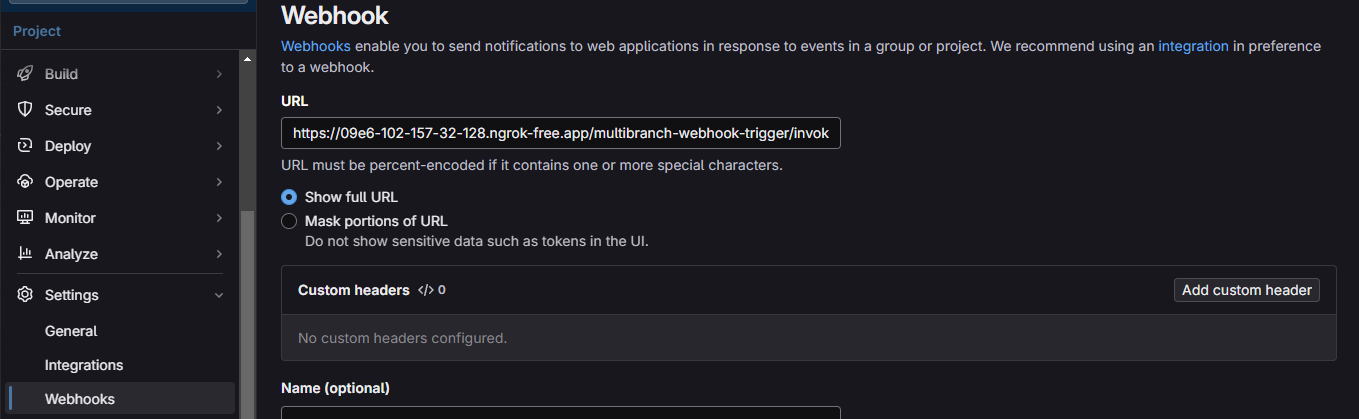 Project
Build
Secure
Deploy
Operate
Monitor
Analyze
Settings
General
Integrations
Webhooks
Webhook
Webhooks enable you to send notifications to web applications in response to events in a group or project. We recommend using an integration in preference
to a webhook.
URL
https://09e6-102-157-32-128.ngrok-free.app/multibranch-webhook-trigger/invok
URL must be percent-encoded if it contains one or more special characters.
Show full URL
Mask portions of URL
Do not show sensitive data such as tokens in the UI.
Custom headers </> 0
Add custom header
No custom headers configured.
Name (optional)